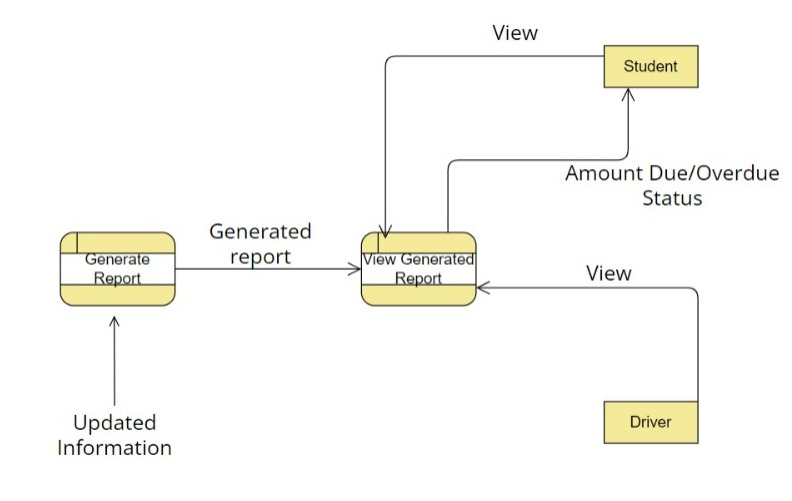 View
Student
Amount Due/Overdue
Status
Generated
report
Generate
Report
View Generated
Report
View
Updated
Information
Driver